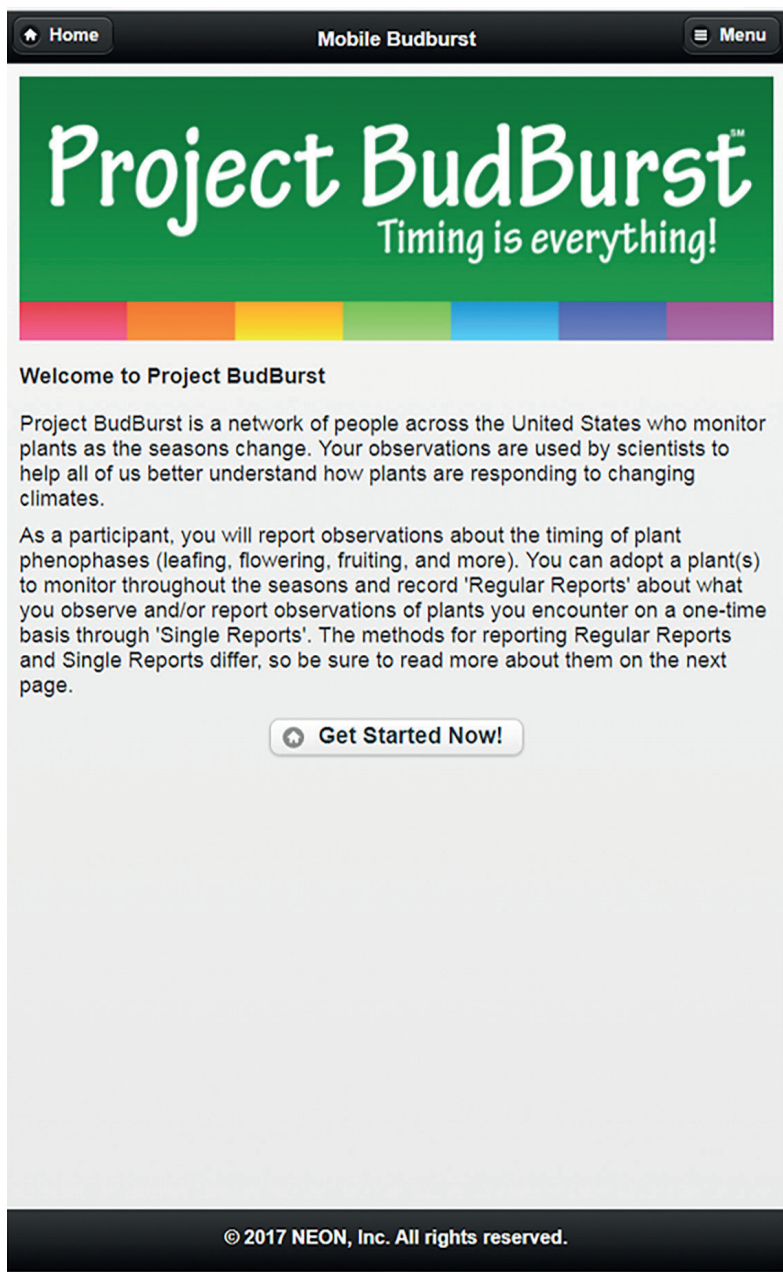 Home
Mobile Budburst
Menu
Project BudBurst℠
Timing is everything!
Welcome to Project BudBurst
Project BudBurst is a network of people across the United States who monitor
plants as the seasons change. Your observations are used by scientists to
help all of us better understand how plants are responding to changing
climates.
As a participant, you will report observations about the timing of plant
phenophases (leafing, flowering, fruiting, and more). You can adopt a plant(s)
to monitor throughout the seasons and record 'Regular Reports' about what
you observe and/or report observations of plants you encounter on a one-time
basis through 'Single Reports'. The methods for reporting Regular Reports
and Single Reports differ, so be sure to read more about them on the next
page.
Get Started Now!
© 2017 NEON, Inc. All rights reserved.